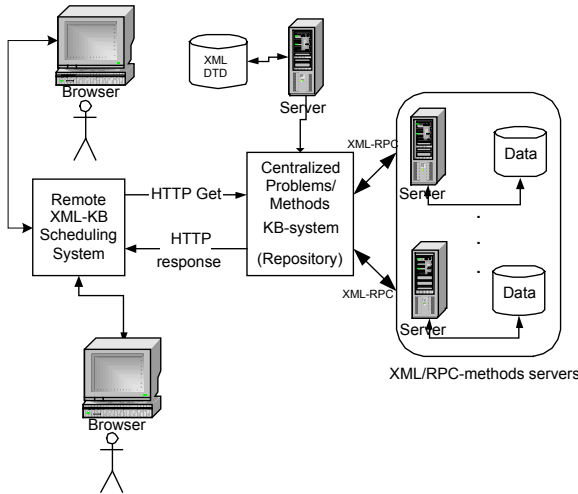 Browser
XML
DTD
Server
XML-RPC
Server
Data
Remote
XML-KB
Scheduling
System
HTTP Get
HTTP
response
Centralized
Problems/
Methods
KB-system
(Repository)
XML-RPC
Server
Data
.
.
.
XML/RPC-methods servers
Browser